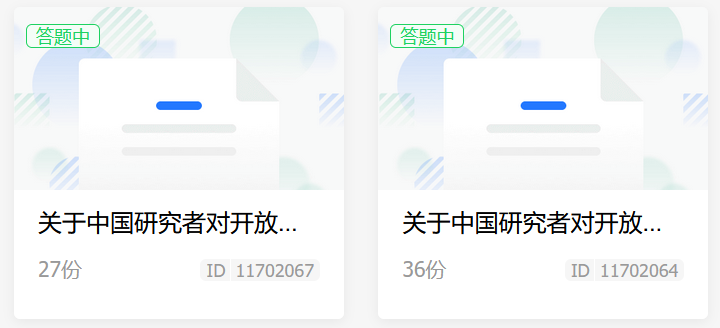 答题中
关于中国研究者对开放...
27份
ID 11702067
答题中
关于中国研究者对开放...
36份
ID 11702064